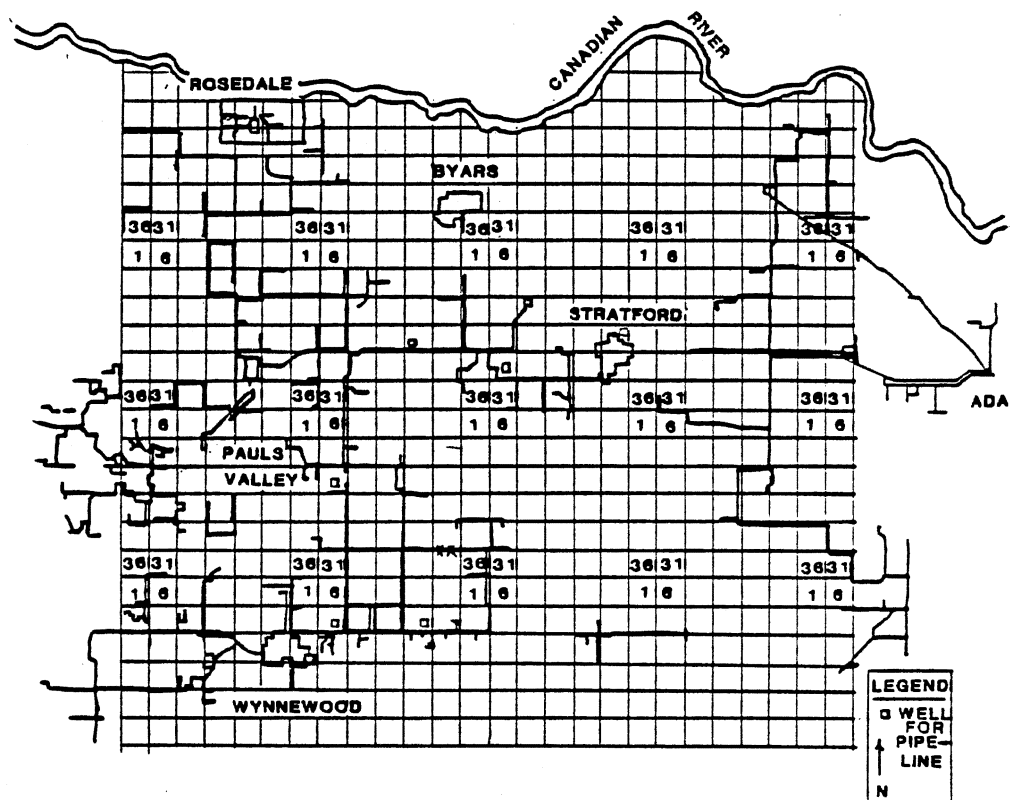 CANADIAN RIVER
ROSEDALE
BYARS
36 31 36 31 36 31 36 31 36 31
1 6 1 6 1 6 1 6 1 6
STRATFORD
36 31 36 31 36 31 36 31 36 31
1 6 1 6 1 6 1 6 1 6
ADA
PAULS
VALLEY
36 31 36 31 36 31 36 31 36 31
1 6 1 6 1 6 1 6 1 6
WYNNEWOOD
LEGEND
WELL
FOR
PIPE-
LINE
N